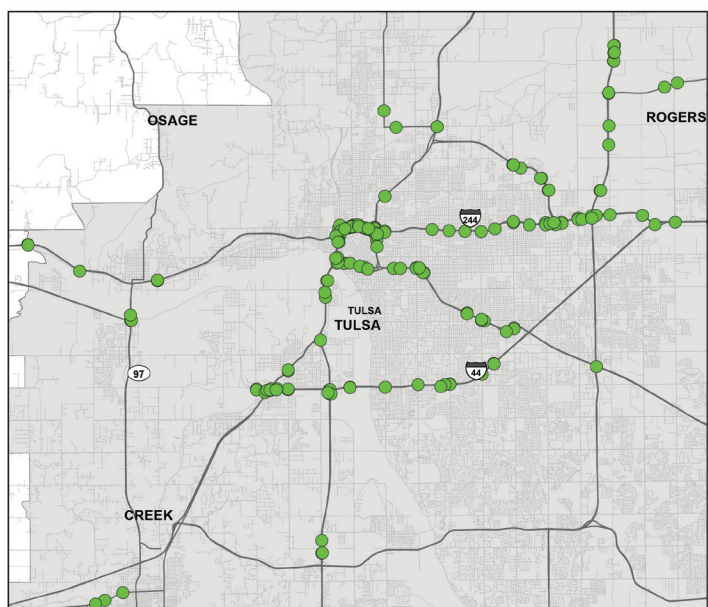 OSAGE
ROGERS
244
TULSA
TULSA
97
44
CREEK